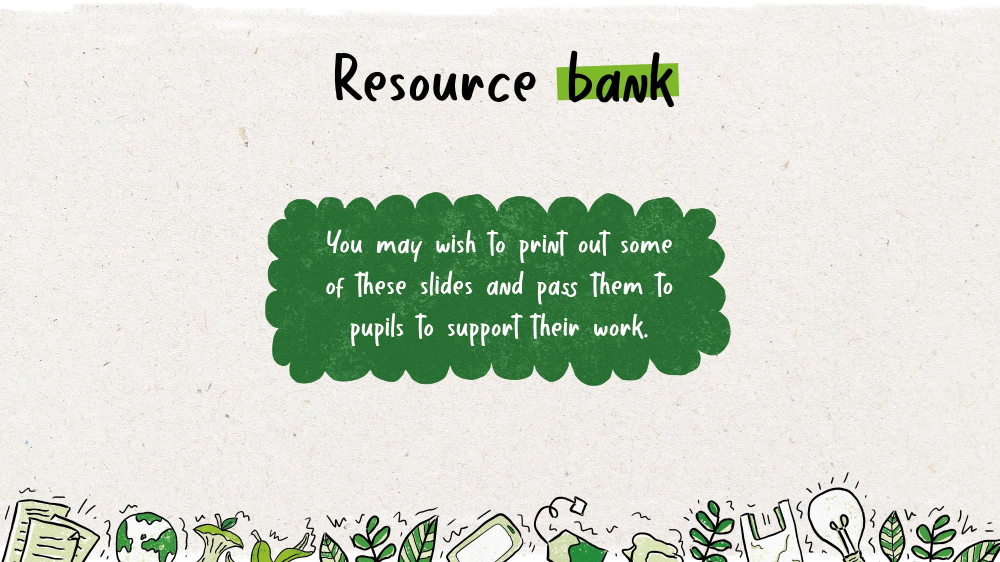 Resource bank
You may wish to print out some
of these slides and pass them to
pupils to support their work.